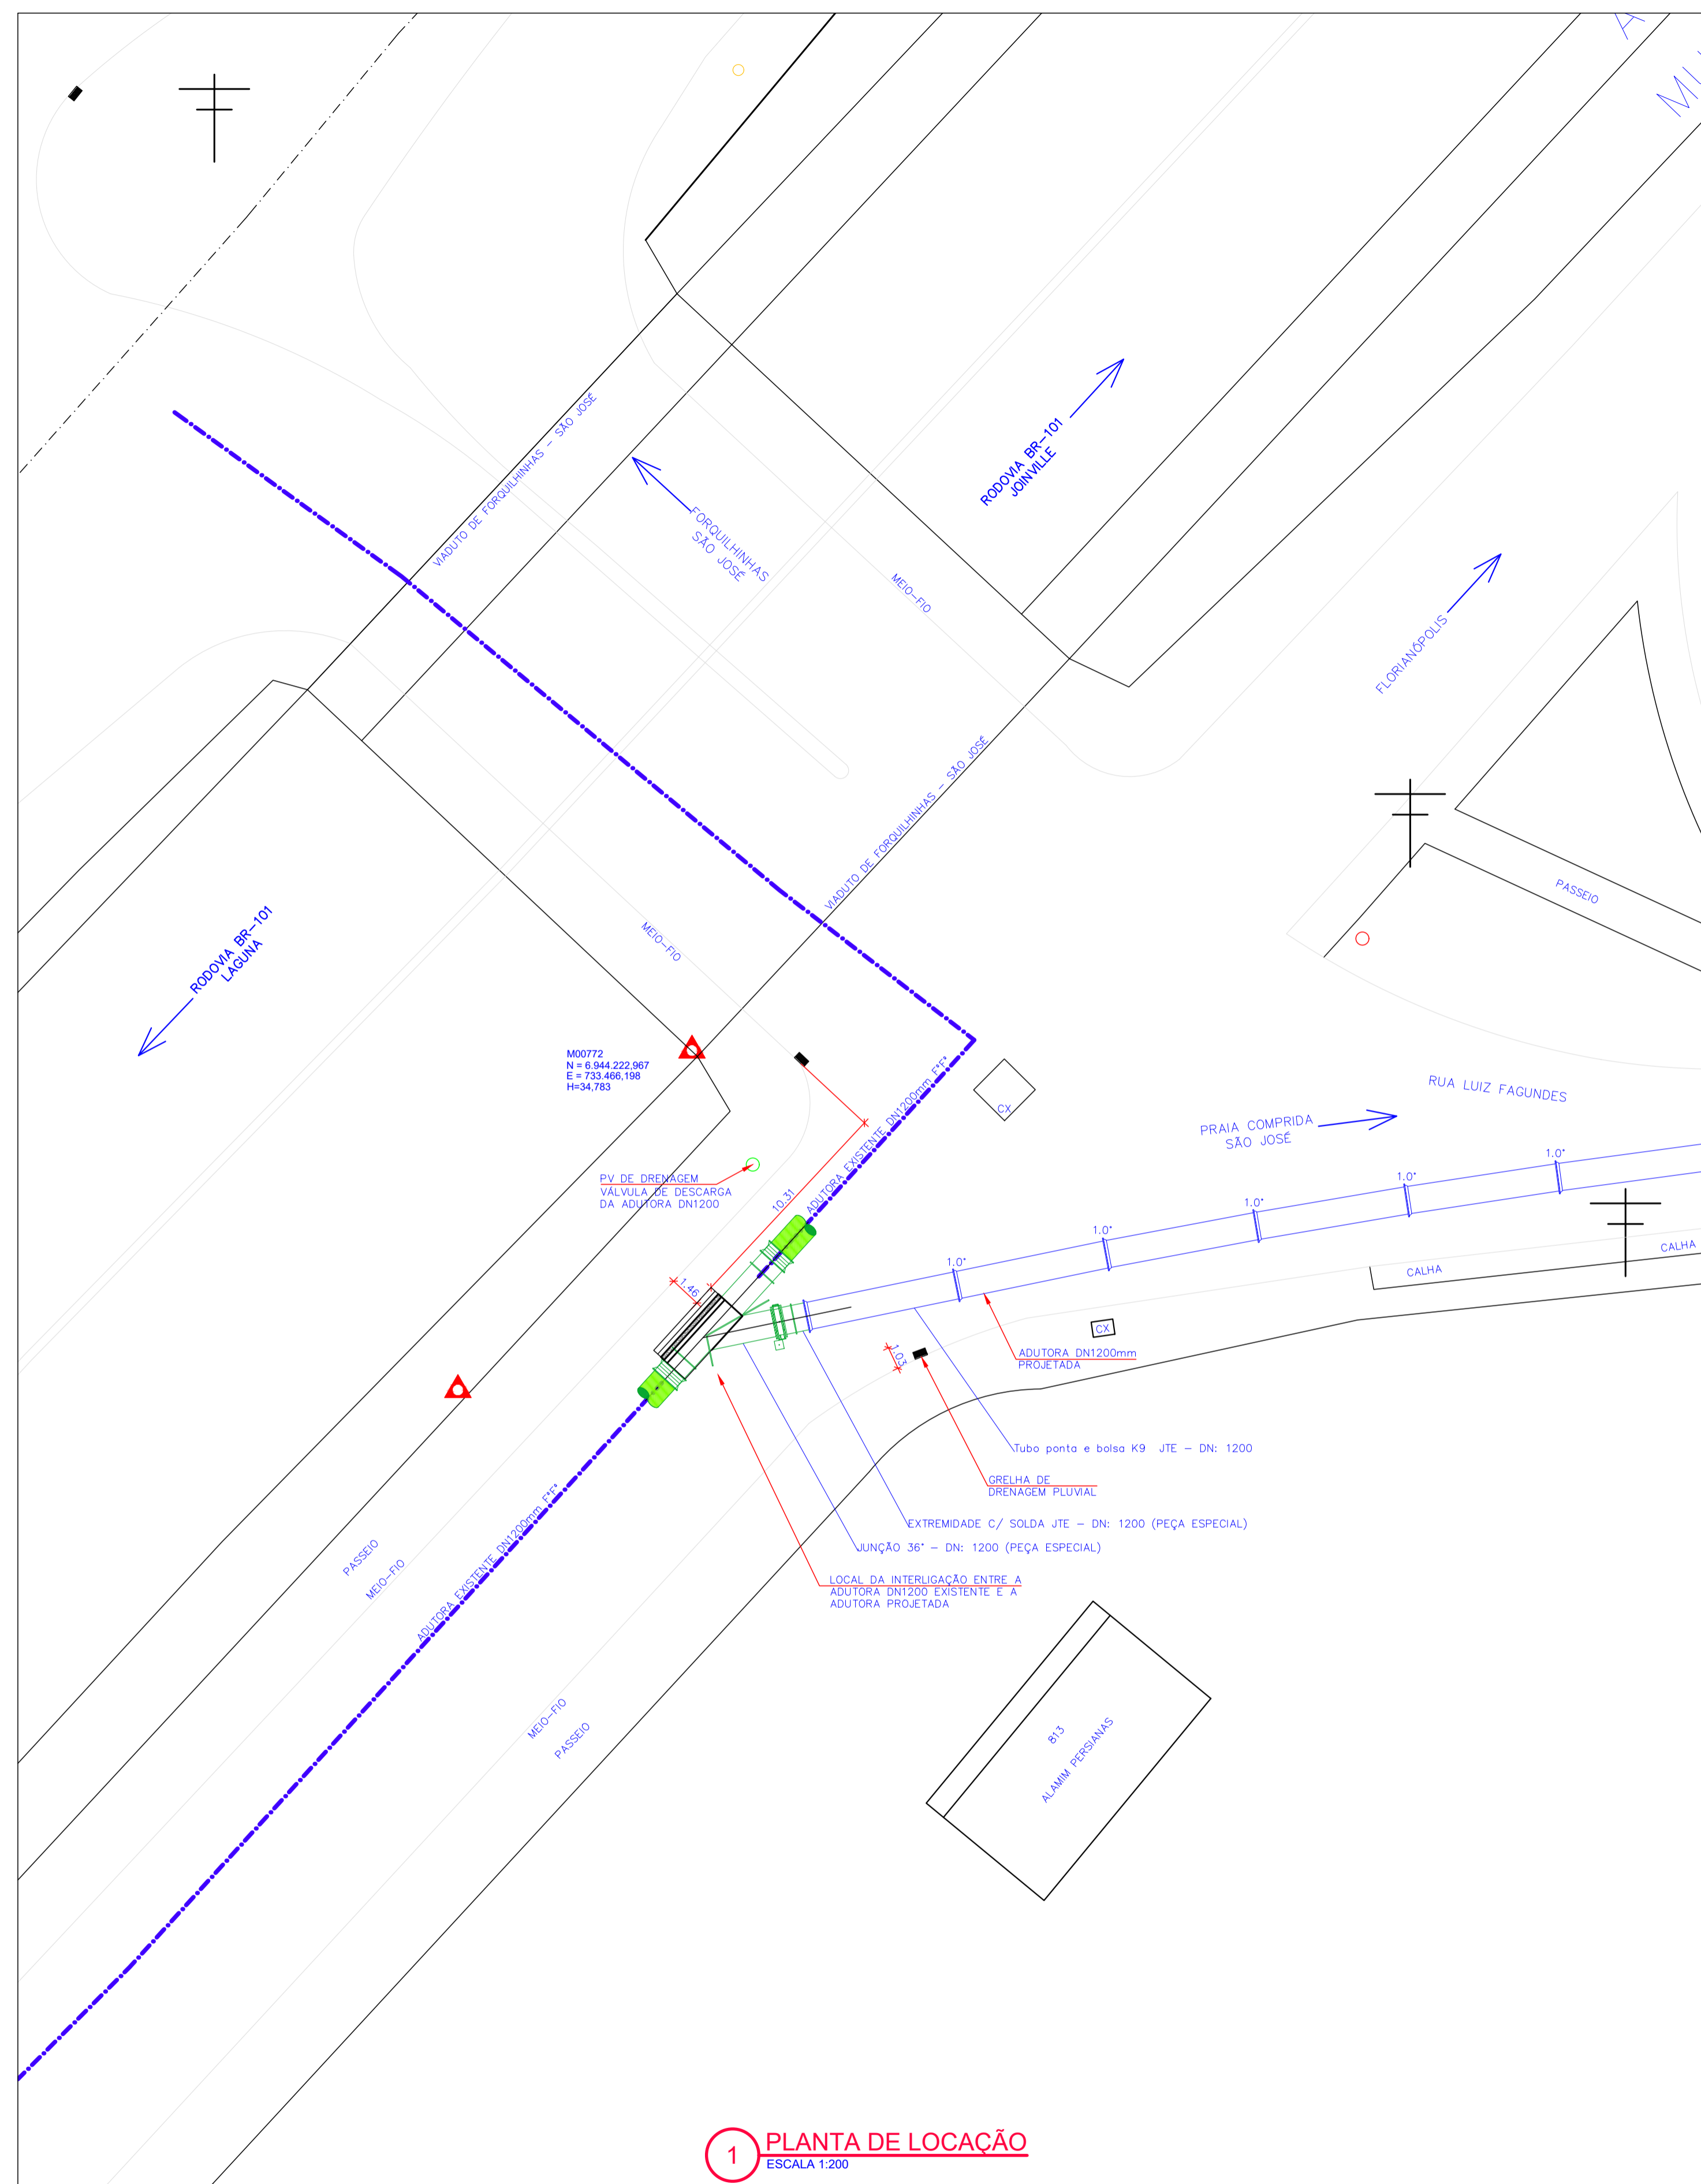 VIADUTO DE FORQUILHINHAS - SÃO JOSÉ
FORQUILHINHAS
SÃO JOSÉ
RODOVIA BR-101
JOINVILLE
MEIO-FIO
FLORIANÓPOLIS
VIADUTO DE FORQUILHINHAS - SÃO JOSÉ
PASSEIO
RODOVIA BR-101
LAGUNA
MEIO-FIO
M00772
N = 6.944.222,967
E = 733.466,198
H=34,783
ADUTORA EXISTENTE DN1200mm F°F°
CX
RUA LUIZ FAGUNDES
PRAIA COMPRIDA
SÃO JOSÉ
PV DE DRENAGEM
VÁLVULA DE DESCARGA
DA ADUTORA DN1200
10.31
1.46
1.0°
1.0°
1.0°
1.0°
1.0°
CALHA
CALHA
CX
1.03
ADUTORA DN1200mm
PROJETADA
Tubo ponta e bolsa K9 JTE - DN: 1200
GRELHA DE
DRENAGEM PLUVIAL
EXTREMIDADE C/ SOLDA JTE - DN: 1200 (PEÇA ESPECIAL)
JUNÇÃO 36° - DN: 1200 (PEÇA ESPECIAL)
LOCAL DA INTERLIGAÇÃO ENTRE A
ADUTORA DN1200 EXISTENTE E A
ADUTORA PROJETADA
ADUTORA EXISTENTE DN1200mm F°F°
PASSEIO
MEIO-FIO
MEIO-FIO
PASSEIO
813
ALAMIM PERSIANAS
1
PLANTA DE LOCAÇÃO
ESCALA 1:200